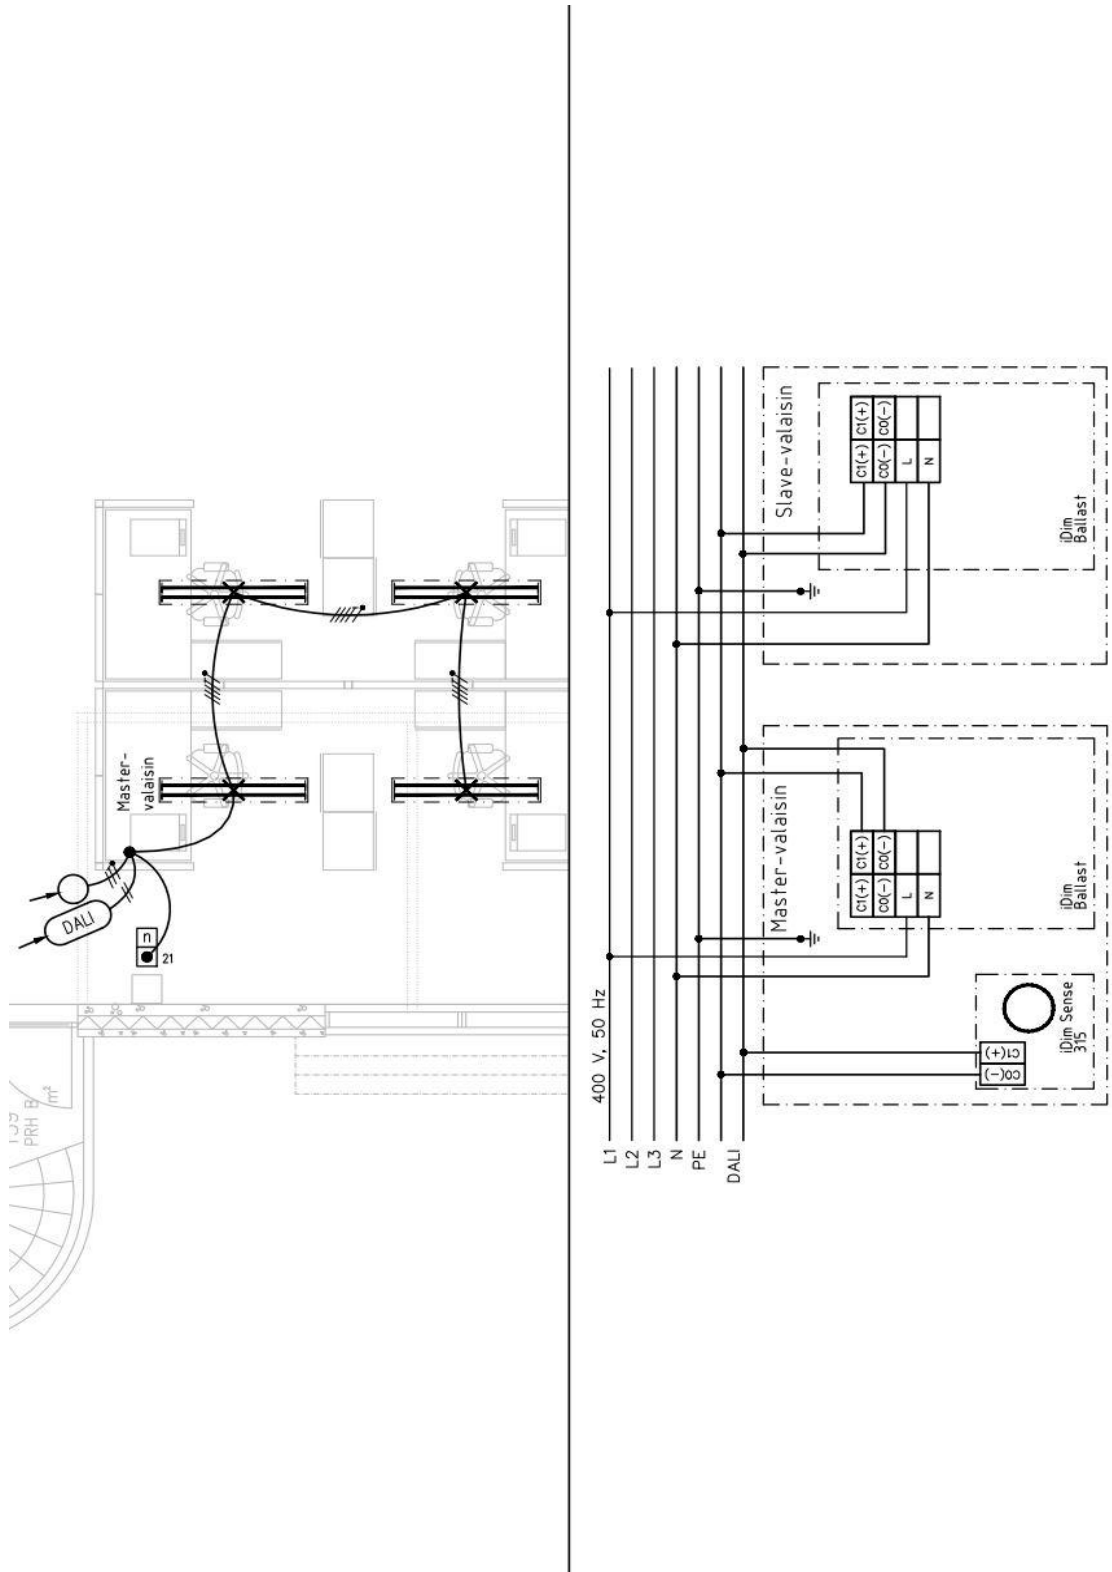 Master-
valaisin
DALI
n
21
PRH B
m²
400 V, 50 Hz
L1
L2
L3
N
PE
DALI
Slave-valaisin
C1(+) C1(+)
C0(-) C0(-)
L
N
iDim
Ballast
Master-valaisin
C1(+) C1(+)
C0(-) C0(-)
L
N
iDim
Ballast
C1(+)
C0(-)
iDim Sense
315